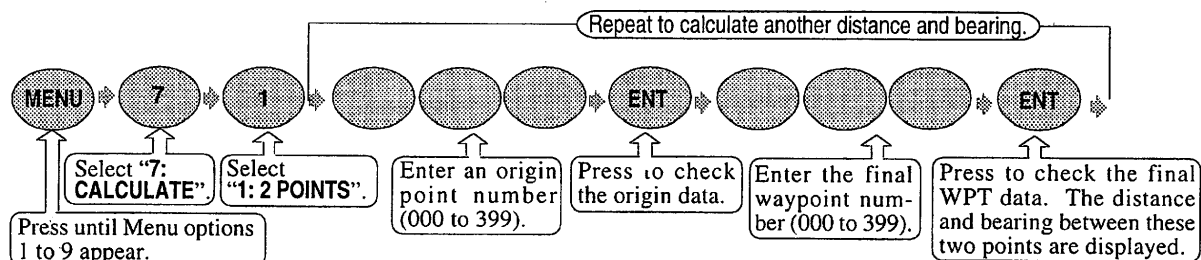 Repeat to calculate another distance and bearing.
MENU 7 1 ENT ENT
Select "7:
CALCULATE".
Select
"1: 2 POINTS".
Enter an origin
point number
(000 to 399).
Press to check
the origin data.
Enter the final
waypoint num-
ber (000 to 399).
Press to check the final
WPT data. The distance
and bearing between these
two points are displayed.
Press until Menu options
1 to 9 appear.